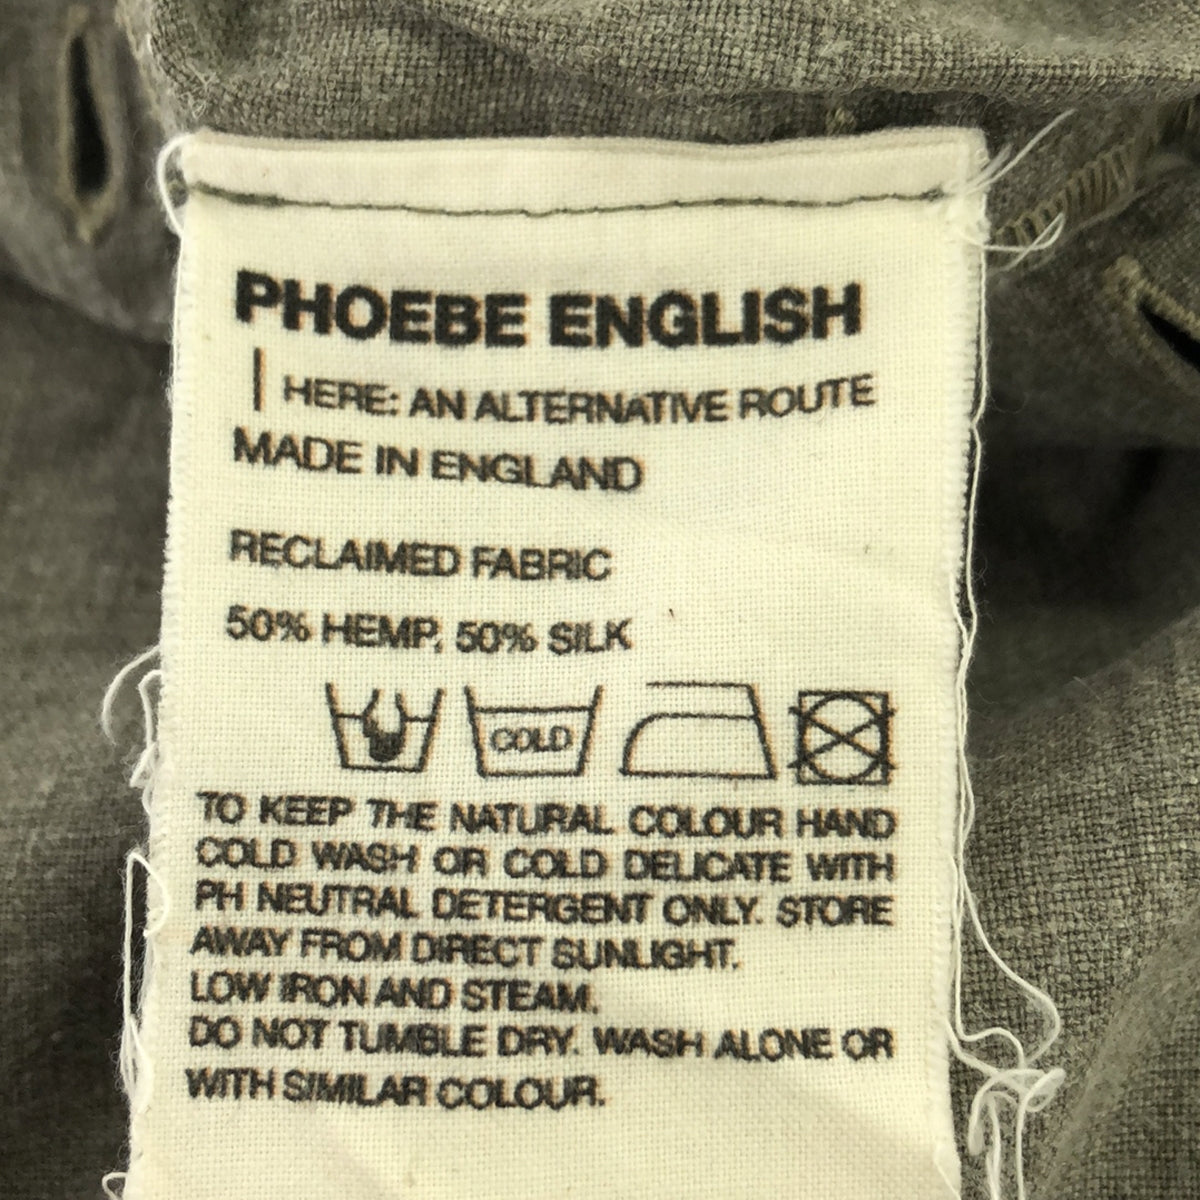 PHOEBE ENGLISH
| HERE: AN ALTERNATIVE ROUTE
MADE IN ENGLAND
RECLAIMED FABRIC
50% HEMP, 50% SILK
COLD
TO KEEP THE NATURAL COLOUR HAND
COLD WASH OR COLD DELICATE WITH
PH NEUTRAL DETERGENT ONLY. STORE
AWAY FROM DIRECT SUNLIGHT.
LOW IRON AND STEAM.
DO NOT TUMBLE DRY. WASH ALONE OR
WITH SIMILAR COLOUR.